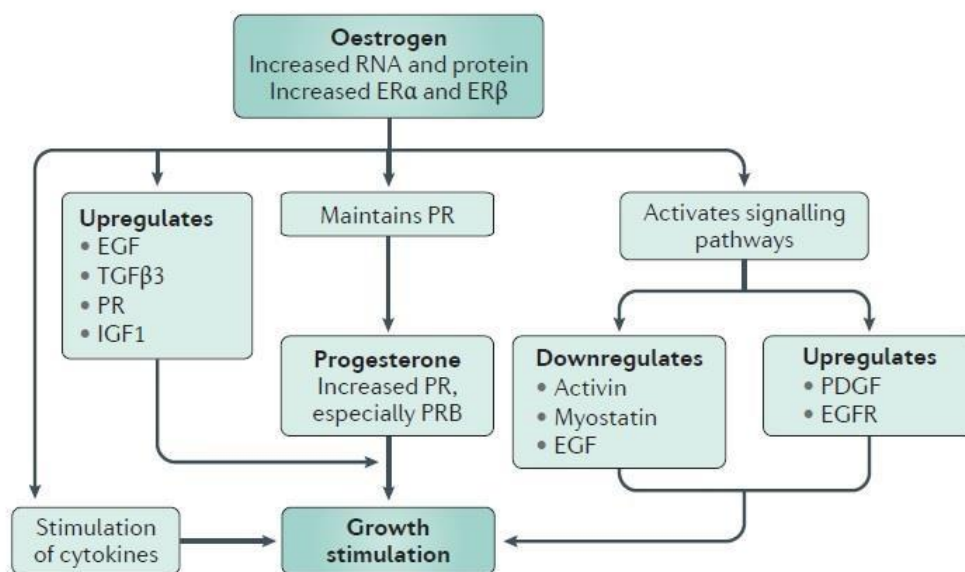 Oestrogen
Increased RNA and protein
Increased ERα and ERβ
Upregulates
• EGF
• TGFβ3
• PR
• IGF1
Maintains PR
Activates signalling
pathways
Progesterone
Increased PR,
especially PRB
Downregulates
• Activin
• Myostatin
• EGF
Upregulates
• PDGF
• EGFR
Stimulation
of cytokines
Growth
stimulation